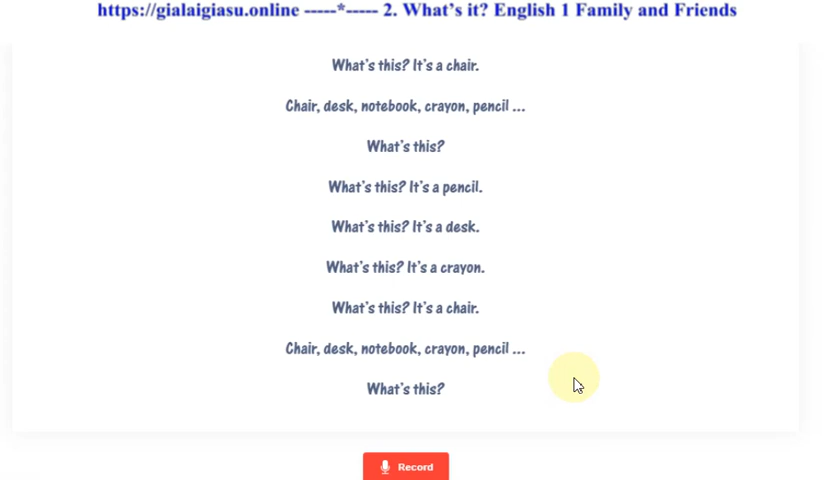 https://gialaigiasu.online -----*----- 2. What's it? English 1 Family and Friends
What's this? It's a chair.
Chair, desk, notebook, crayon, pencil ...
What's this?
What's this? It's a pencil.
What's this? It's a desk.
What's this? It's a crayon.
What's this? It's a chair.
Chair, desk, notebook, crayon, pencil ...
What's this?
Record